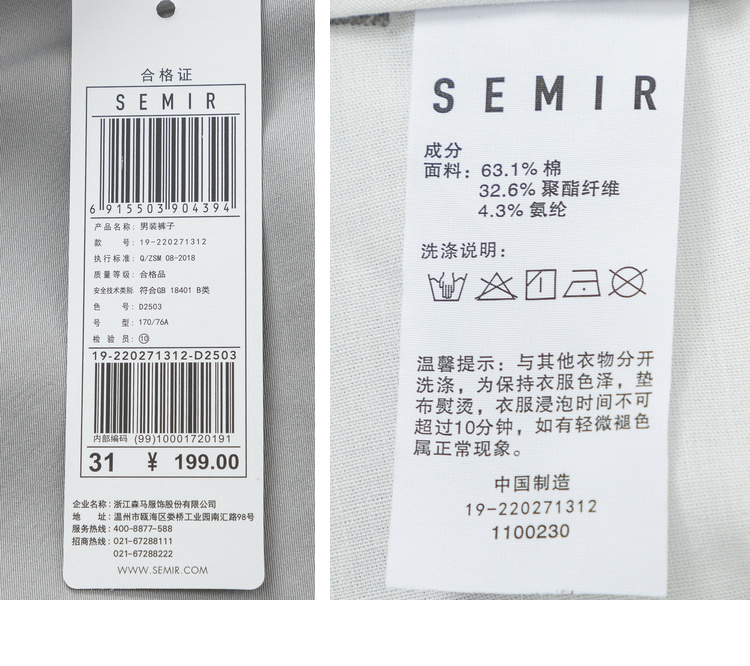 合格证
SEMIR
6 915503 904394
产品名称: 男装裤子
款 号: 19-220271312
执行标准: Q/ZSM 08-2018
质量等级: 合格品
安全技术类别: 符合GB 18401 B类
色 号: D2503
号 型: 170/76A
检 验 员: ⑩
19-220271312-D2503
内部编码 (99)10001720191
31 ¥ 199.00
企业名称: 浙江森马服饰股份有限公司
地 址: 温州市瓯海区娄桥工业园南汇路98号
服务热线: 400-8877-588
招商热线: 021-67288111
021-67288222
WWW.SEMIR.COM
SEMIR
成分
面料: 63.1% 棉
32.6% 聚酯纤维
4.3% 氨纶
洗涤说明:
温馨提示: 与其他衣物分开
洗涤, 为保持衣服色泽, 垫
布熨烫, 衣服浸泡时间不可
超过10分钟, 如有轻微褪色
属正常现象。
中国制造
19-220271312
1100230